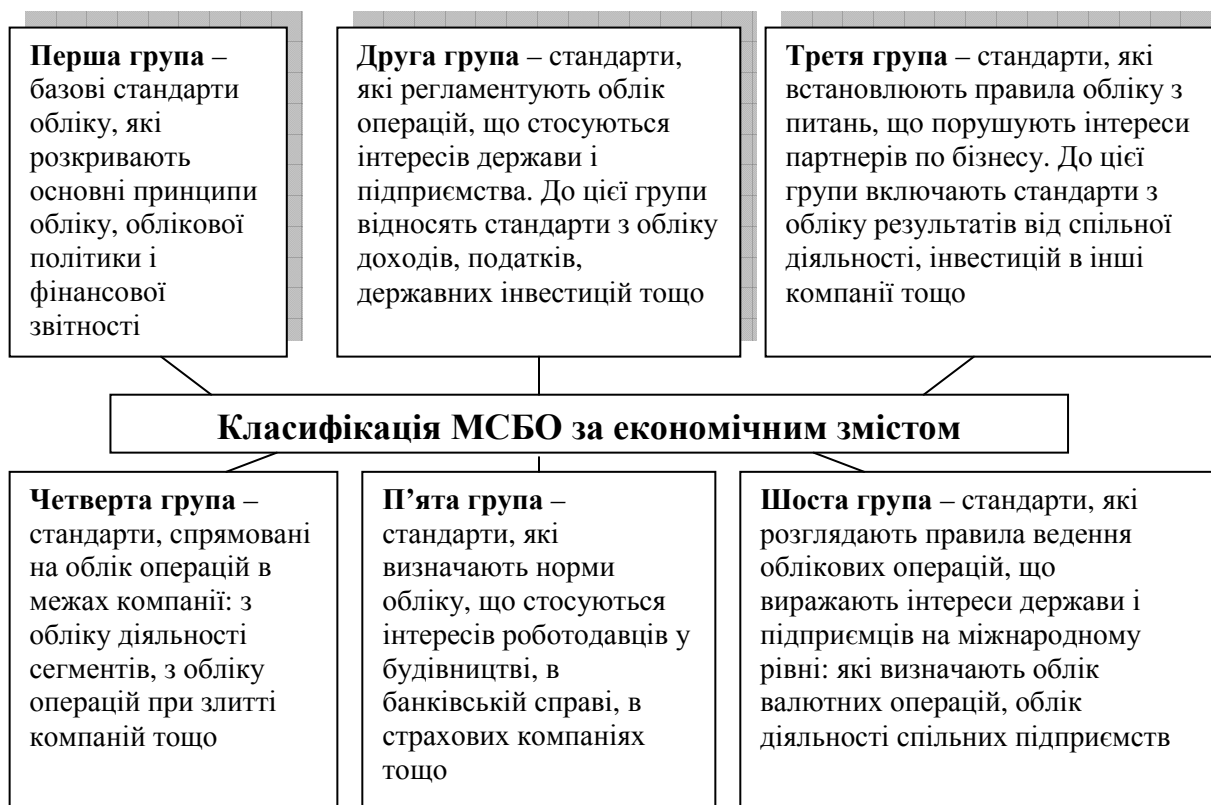 Перша група –
базові стандарти
обліку, які
розкривають
основні принципи
обліку, облікової
політики і
фінансової
звітності
Друга група – стандарти,
які регламентують облік
операцій, що стосуються
інтересів держави і
підприємства. До цієї групи
відносять стандарти з обліку
доходів, податків,
державних інвестицій тощо
Третя група – стандарти, які
встановлюють правила обліку з
питань, що порушують інтереси
партнерів по бізнесу. До цієї
групи включають стандарти з
обліку результатів від спільної
діяльності, інвестицій в інші
компанії тощо
Класифікація МСБО за економічним змістом
Четверта група –
стандарти, спрямовані
на облік операцій в
межах компанії: з
обліку діяльності
сегментів, з обліку
операцій при злитті
компаній тощо
П’ята група –
стандарти, які
визначають норми
обліку, що стосуються
інтересів роботодавців у
будівництві, в
банківській справі, в
страхових компаніях
тощо
Шоста група – стандарти, які
розглядають правила ведення
облікових операцій, що
виражають інтереси держави і
підприємців на міжнародному
рівні: які визначають облік
валютних операцій, облік
діяльності спільних підприємств